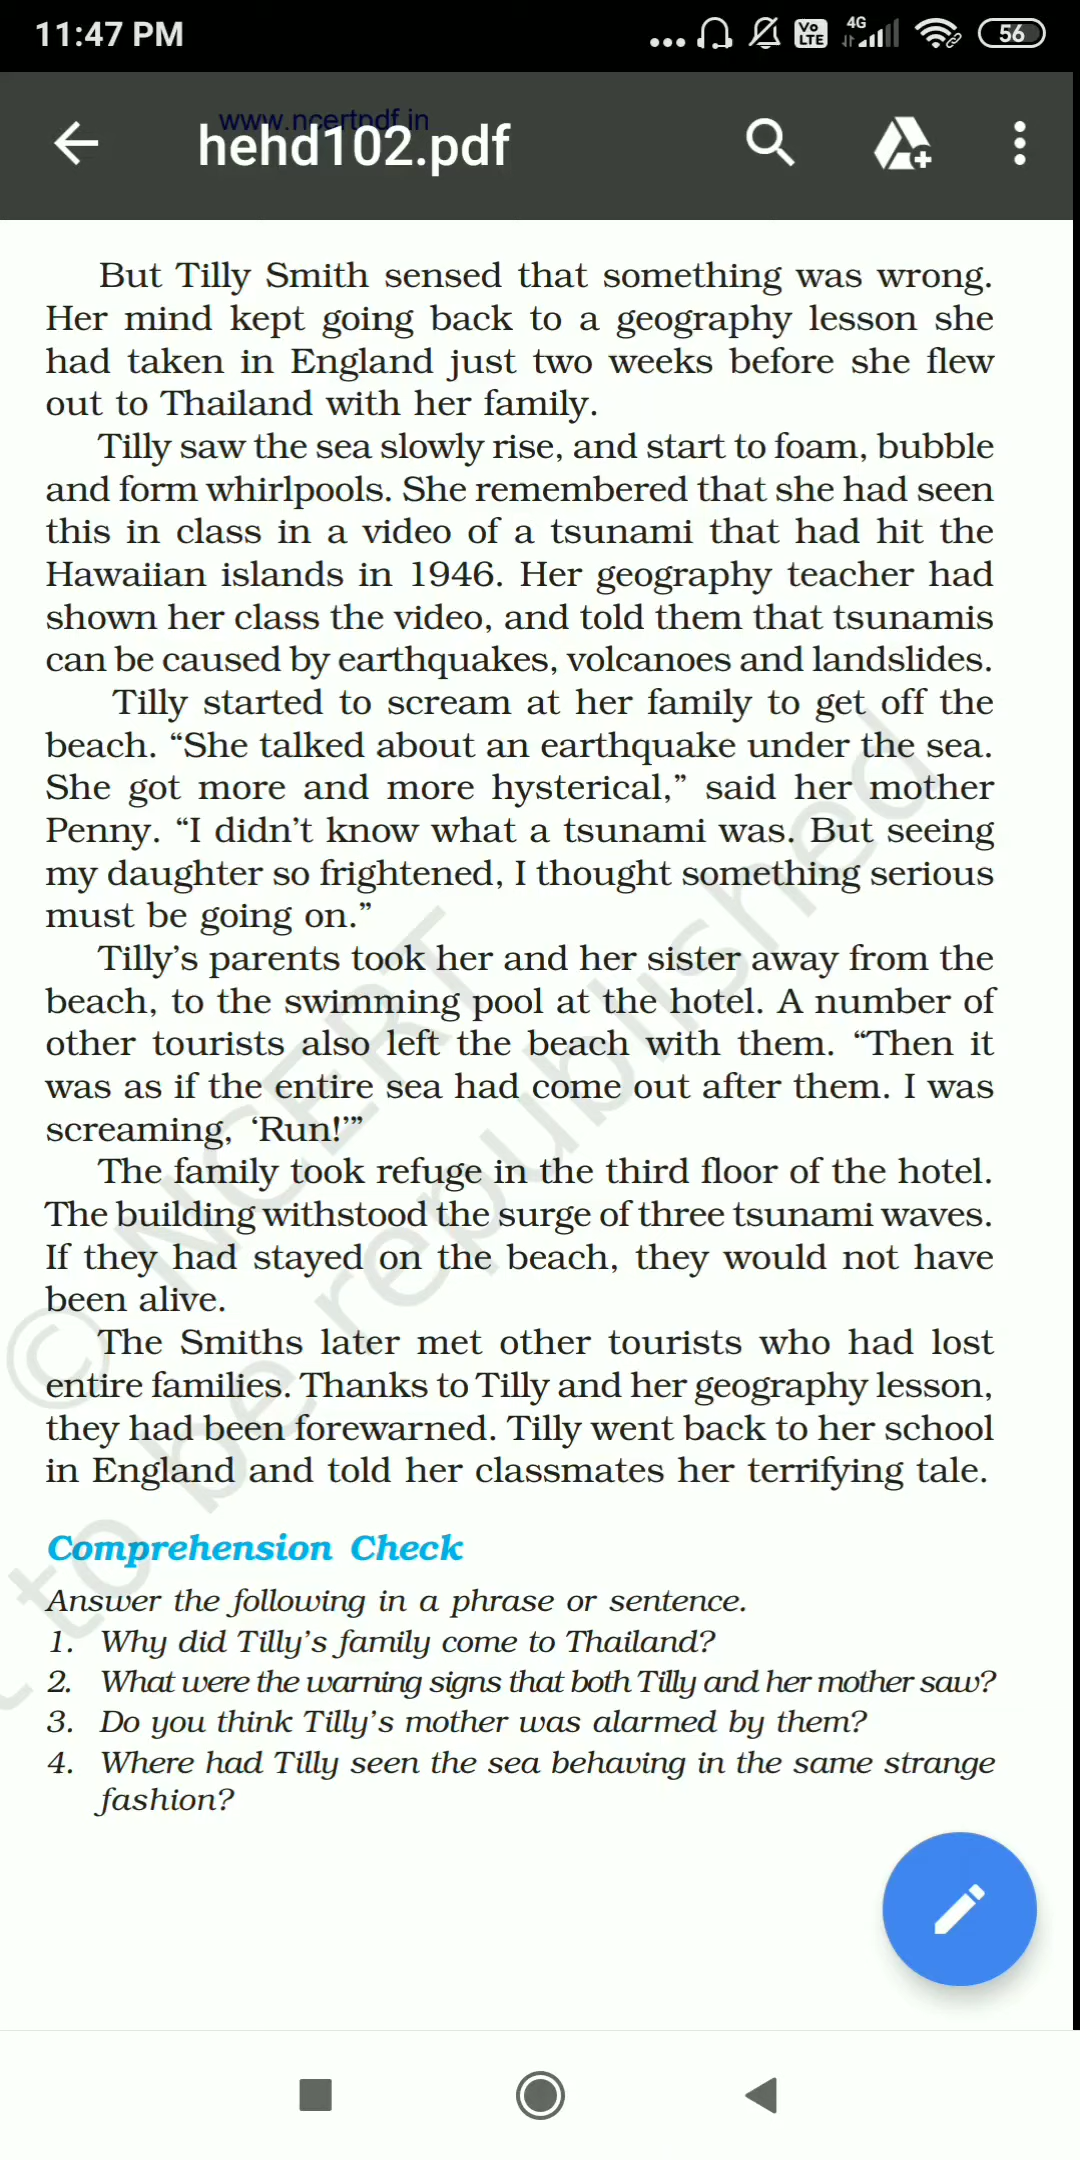 11:47 PM
... Vo LTE 4G 56
www.ncertpdf.in
hehd102.pdf
But Tilly Smith sensed that something was wrong.
Her mind kept going back to a geography lesson she
had taken in England just two weeks before she flew
out to Thailand with her family.
Tilly saw the sea slowly rise, and start to foam, bubble
and form whirlpools. She remembered that she had seen
this in class in a video of a tsunami that had hit the
Hawaiian islands in 1946. Her geography teacher had
shown her class the video, and told them that tsunamis
can be caused by earthquakes, volcanoes and landslides.
Tilly started to scream at her family to get off the
beach. “She talked about an earthquake under the sea.
She got more and more hysterical,” said her mother
Penny. “I didn’t know what a tsunami was. But seeing
my daughter so frightened, I thought something serious
must be going on.”
Tilly’s parents took her and her sister away from the
beach, to the swimming pool at the hotel. A number of
other tourists also left the beach with them. “Then it
was as if the entire sea had come out after them. I was
screaming, ‘Run!’”
The family took refuge in the third floor of the hotel.
The building withstood the surge of three tsunami waves.
If they had stayed on the beach, they would not have
been alive.
The Smiths later met other tourists who had lost
entire families. Thanks to Tilly and her geography lesson,
they had been forewarned. Tilly went back to her school
in England and told her classmates her terrifying tale.
Comprehension Check
Answer the following in a phrase or sentence.
1. Why did Tilly’s family come to Thailand?
2. What were the warning signs that both Tilly and her mother saw?
3. Do you think Tilly’s mother was alarmed by them?
4. Where had Tilly seen the sea behaving in the same strange
fashion?
© NCERT
to be republished